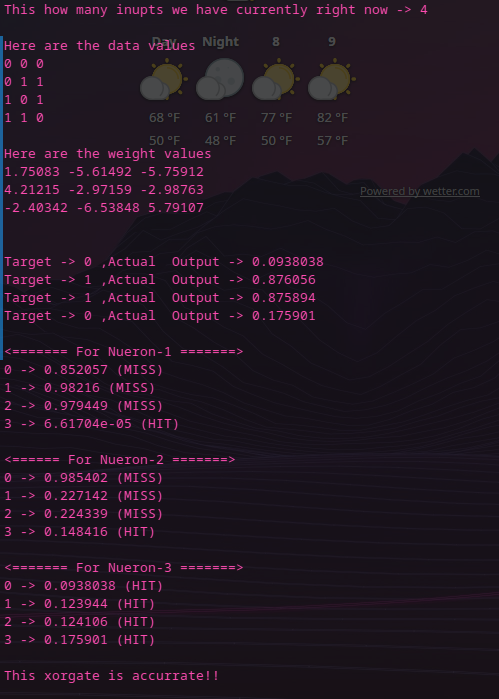 This how many inupts we have currently right now -> 4
Here are the data values
0 0 0
0 1 1
1 0 1
1 1 0
Day Night 8 9
68 °F 61 °F 77 °F 82 °F
50 °F 48 °F 50 °F 57 °F
Here are the weight values
1.75083 -5.61492 -5.75912
4.21215 -2.97159 -2.98763
-2.40342 -6.53848 5.79107
Powered by wetter.com
Target -> 0 ,Actual  Output -> 0.0938038
Target -> 1 ,Actual  Output -> 0.876056
Target -> 1 ,Actual  Output -> 0.875894
Target -> 0 ,Actual  Output -> 0.175901
<======= For Nueron-1 =======>
0 -> 0.852057 (MISS)
1 -> 0.98216 (MISS)
2 -> 0.979449 (MISS)
3 -> 6.61704e-05 (HIT)
<====== For Nueron-2 =======>
0 -> 0.985402 (MISS)
1 -> 0.227142 (MISS)
2 -> 0.224339 (MISS)
3 -> 0.148416 (HIT)
<======= For Nueron-3 =======>
0 -> 0.0938038 (HIT)
1 -> 0.123944 (HIT)
2 -> 0.124106 (HIT)
3 -> 0.175901 (HIT)
This xorgate is accurrate!!